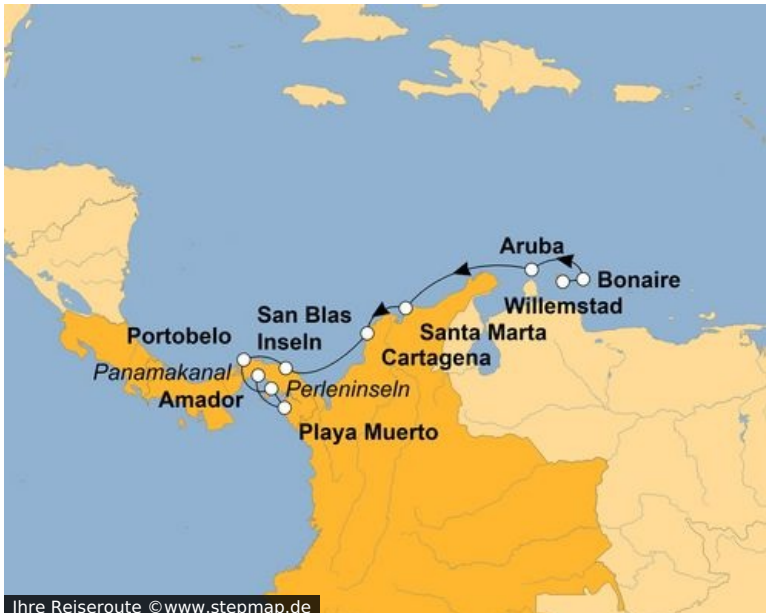 Aruba
Bonaire
Willemstad
San Blas
Inseln
Santa Marta
Portobelo
Cartagena
Panamakanal
Perleninseln
Amador
Playa Muerto
Ihre Reiseroute ©www.stepmap.de